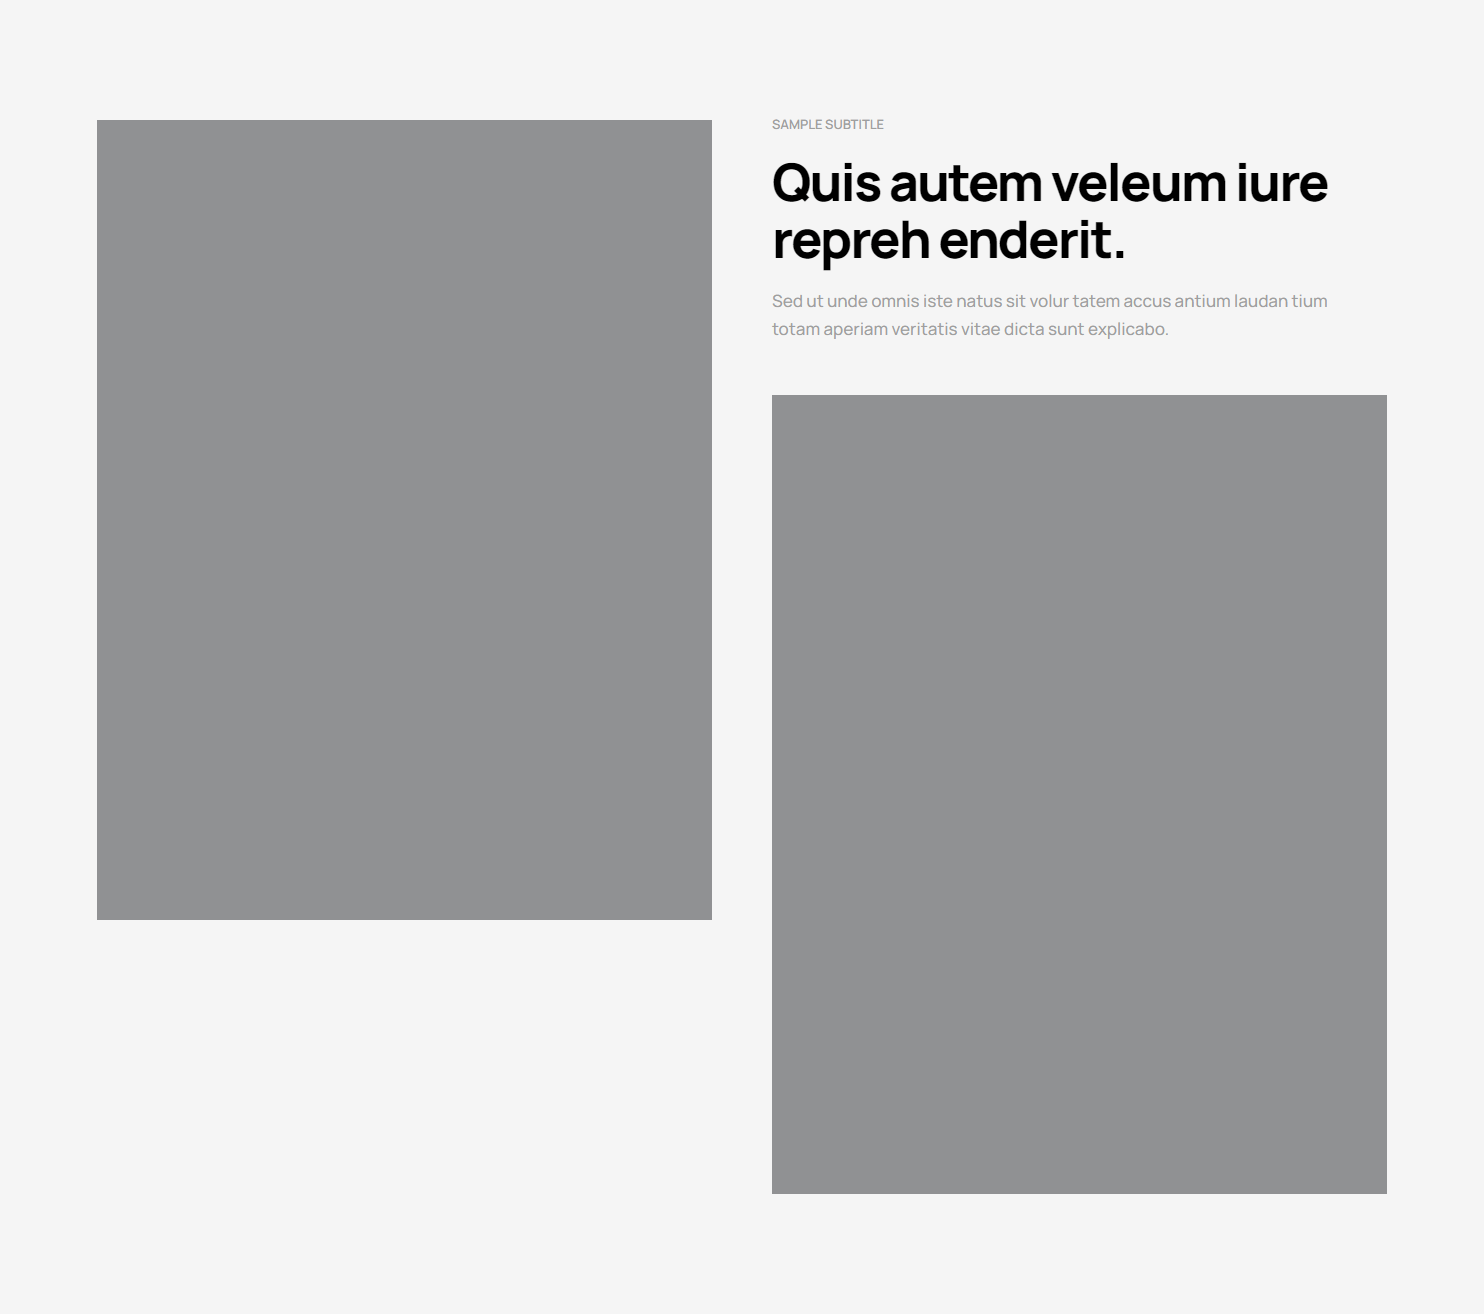 SAMPLE SUBTITLE
Quis autem veleum iure
repreh enderit.
Sed ut unde omnis iste natus sit volur tatem accus antium laudan tium
totam aperiam veritatis vitae dicta sunt explicabo.